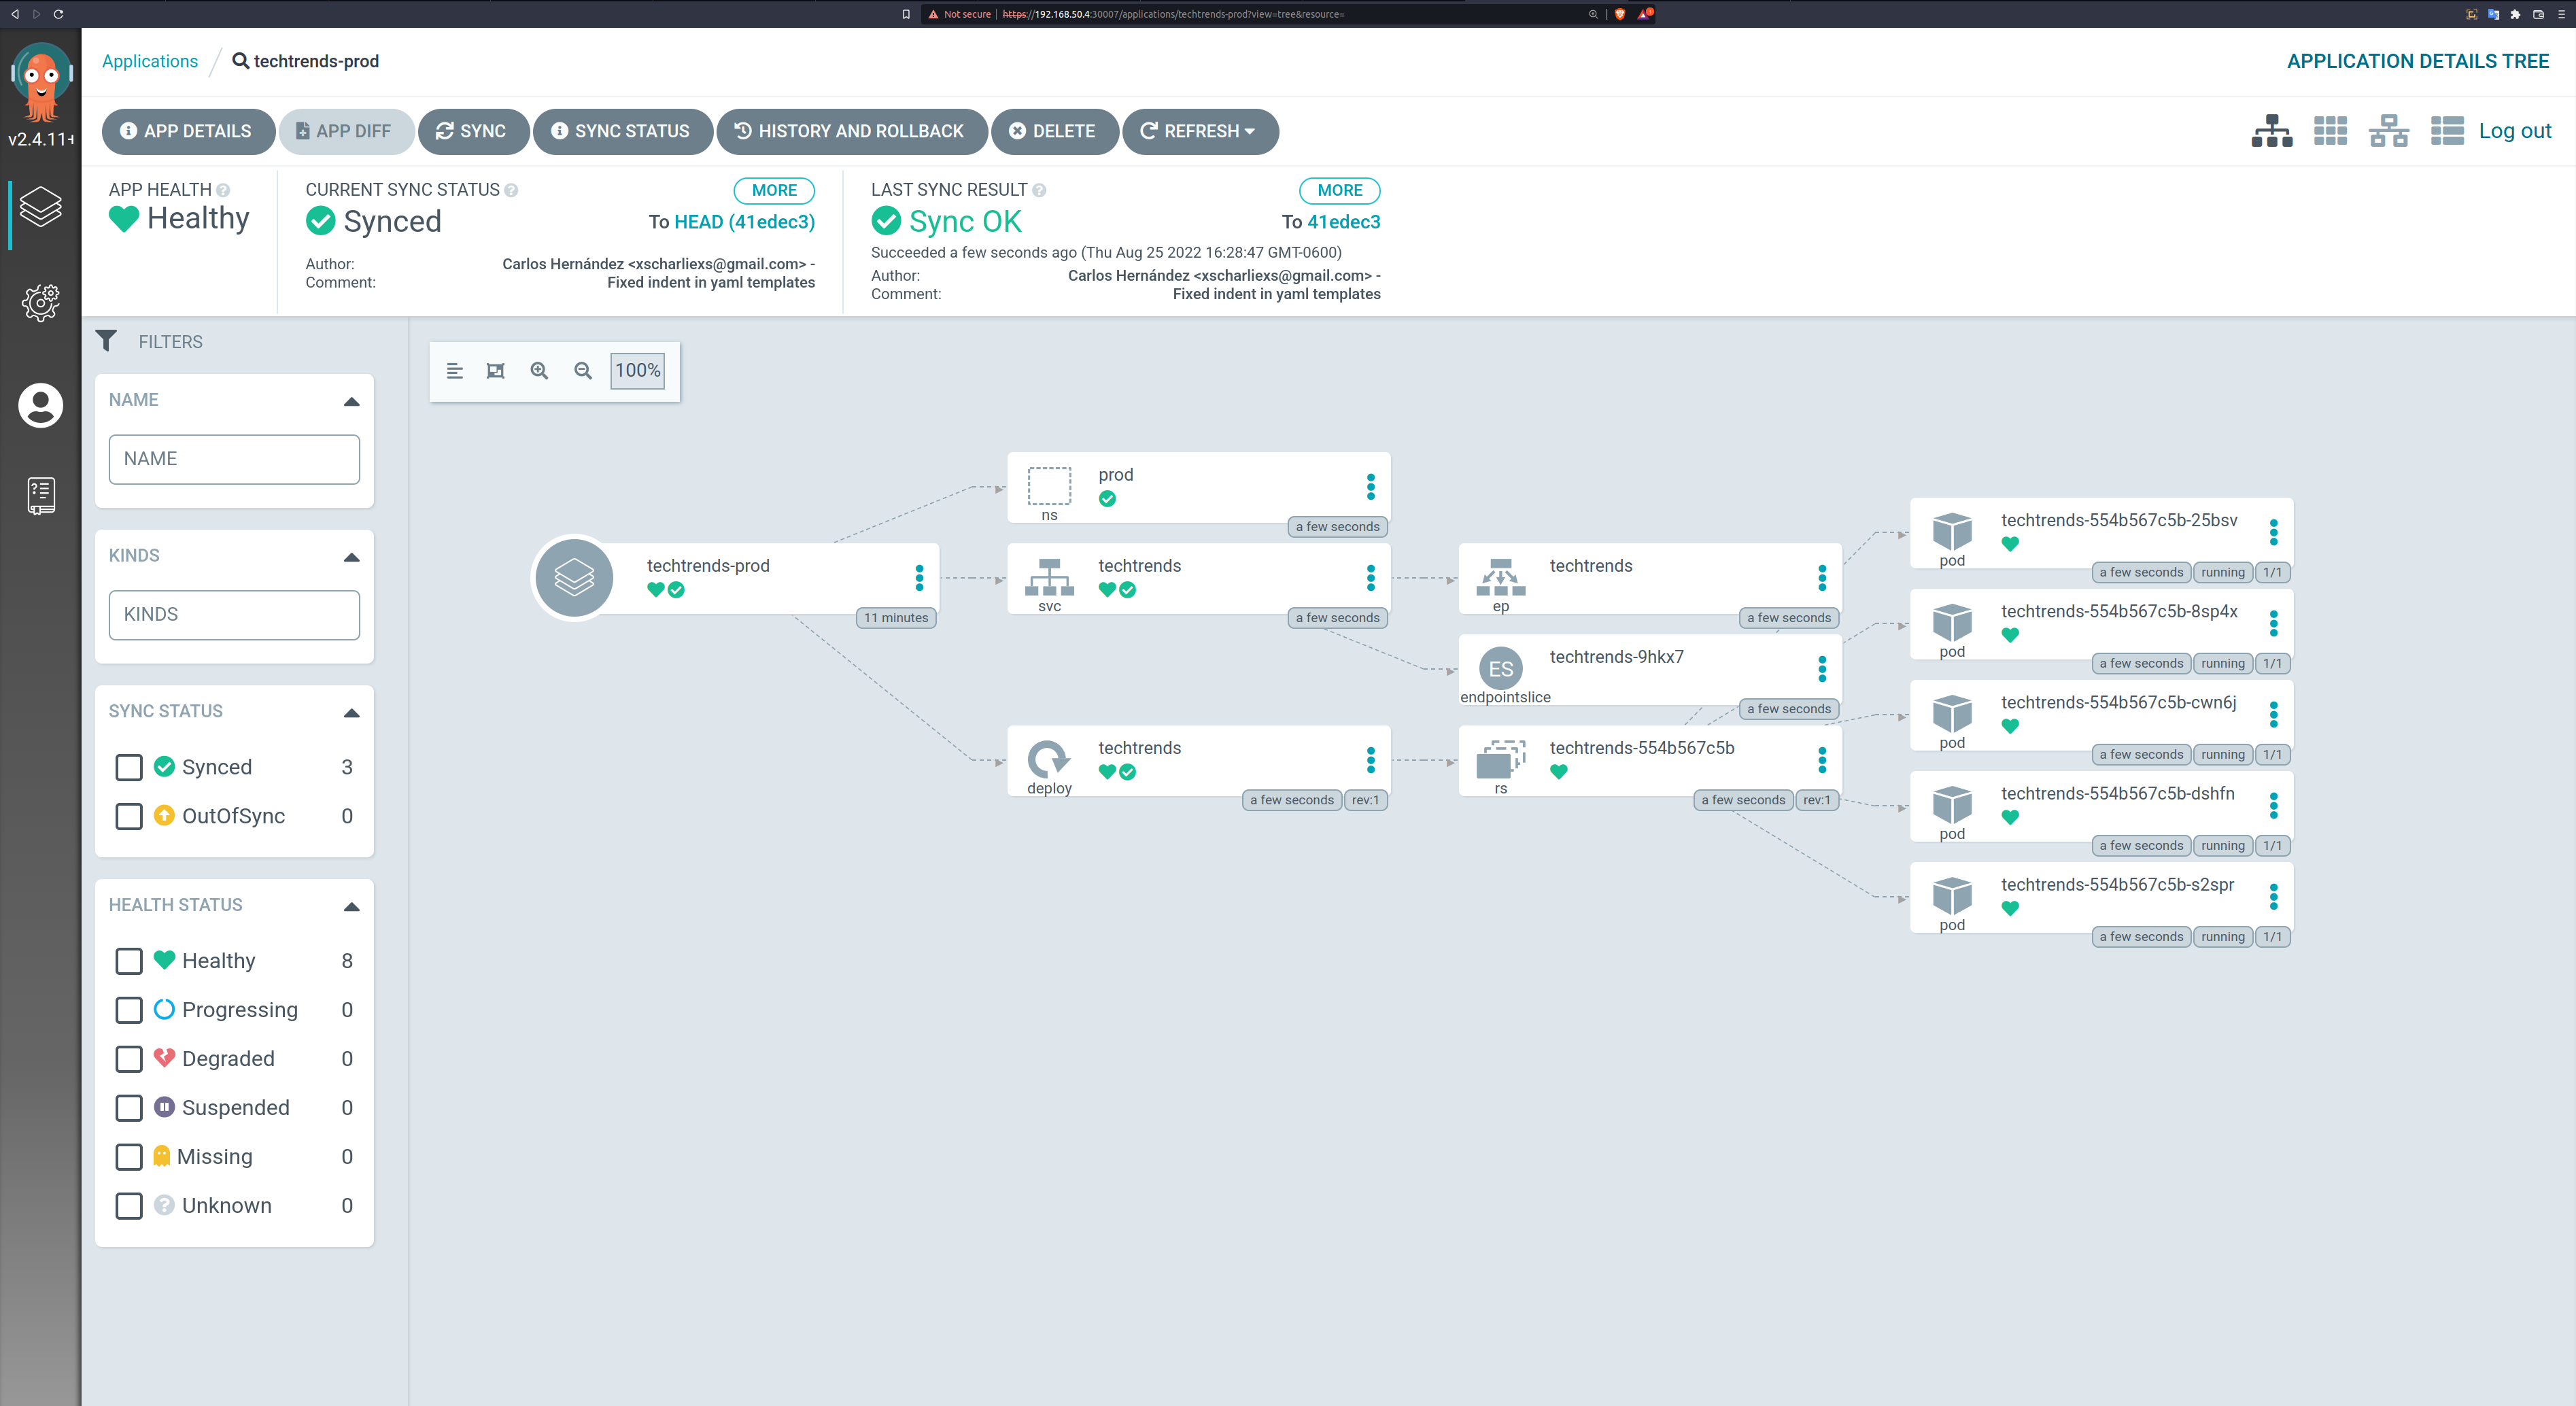 Not secure https://192.168.50.4:30007/applications/techtrends-prod?view=tree&resource=
Applications / techtrends-prod
APPLICATION DETAILS TREE
v2.4.11+
APP DETAILS APP DIFF SYNC SYNC STATUS HISTORY AND ROLLBACK DELETE REFRESH
Log out
APP HEALTH
Healthy
CURRENT SYNC STATUS MORE
Synced To HEAD (41edec3)
Author: Carlos Hernández <xscharliexs@gmail.com> -
Comment: Fixed indent in yaml templates
LAST SYNC RESULT MORE
Sync OK To 41edec3
Succeeded a few seconds ago (Thu Aug 25 2022 16:28:47 GMT-0600)
Author: Carlos Hernández <xscharliexs@gmail.com> -
Comment: Fixed indent in yaml templates
FILTERS
NAME
NAME
KINDS
KINDS
SYNC STATUS
Synced 3
OutOfSync 0
HEALTH STATUS
Healthy 8
Progressing 0
Degraded 0
Suspended 0
Missing 0
Unknown 0
100%
techtrends-prod
11 minutes
prod
ns
a few seconds
techtrends
svc
a few seconds
techtrends
deploy
a few seconds rev:1
techtrends
ep
a few seconds
ES
techtrends-9hkx7
endpointslice
a few seconds
techtrends-554b567c5b
rs
a few seconds rev:1
techtrends-554b567c5b-25bsv
pod
a few seconds running 1/1
techtrends-554b567c5b-8sp4x
pod
a few seconds running 1/1
techtrends-554b567c5b-cwn6j
pod
a few seconds running 1/1
techtrends-554b567c5b-dshfn
pod
a few seconds running 1/1
techtrends-554b567c5b-s2spr
pod
a few seconds running 1/1